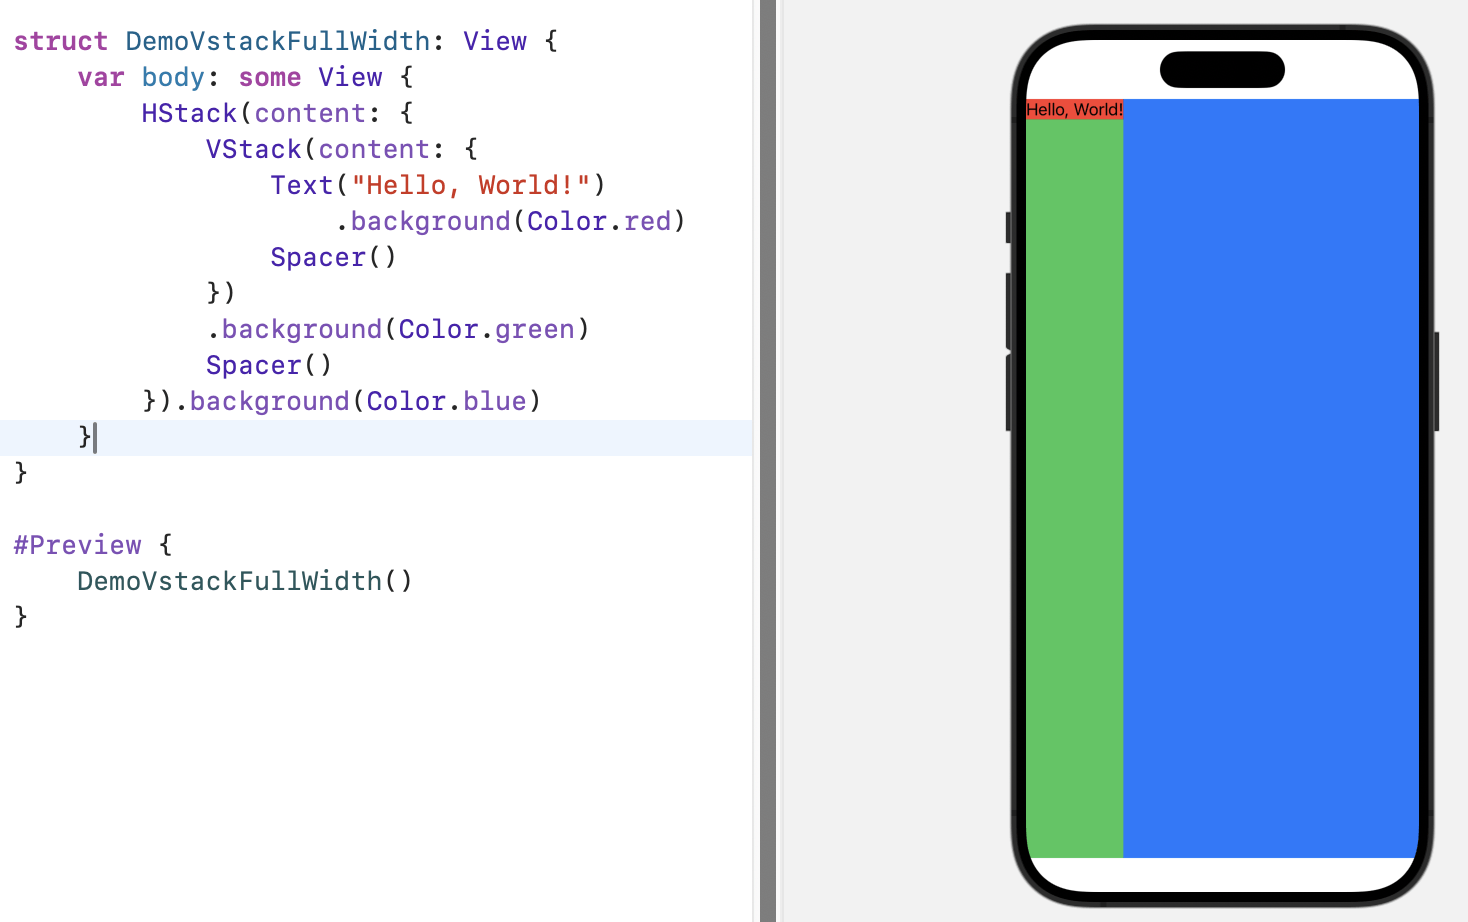 struct DemoVstackFullWidth: View {
    var body: some View {
        HStack(content: {
            VStack(content: {
                Text("Hello, World!")
                    .background(Color.red)
                Spacer()
            })
            .background(Color.green)
            Spacer()
        }).background(Color.blue)
    }
}

#Preview {
    DemoVstackFullWidth()
}
Hello, World!